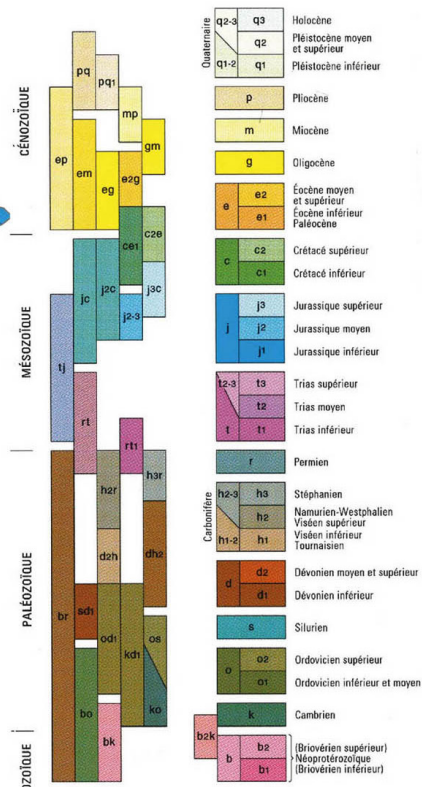 CÉNOZOÏQUE
MÉSOZOÏQUE
PALÉOZOÏQUE
OZOÏQUE
pq
pq1
mp
gm
ep
em
eg
e2g
ce1
c2e
jc
j2c
j3c
j2-3
tj
rt
rt1
h2r
h3r
d2h
dh2
br
sd1
od1
kd1
os
ko
bo
bk
Quaternaire
q2-3
q1-2
q3
Holocène
q2
Pléistocène moyen
et supérieur
q1
Pléistocène inférieur
p
Pliocène
m
Miocène
g
Oligocène
e
e2
Éocène moyen
et supérieur
e1
Éocène inférieur
Paléocène
c
c2
Crétacé supérieur
c1
Crétacé inférieur
j
j3
Jurassique supérieur
j2
Jurassique moyen
j1
Jurassique inférieur
t2-3
t
t3
Trias supérieur
t2
Trias moyen
t1
Trias inférieur
r
Permien
Carbonifère
h2-3
h1-2
h3
Stéphanien
h2
Namurien-Westphalien
Viséen supérieur
h1
Viséen inférieur
Tournaisien
d
d2
Dévonien moyen et supérieur
d1
Dévonien inférieur
s
Silurien
o
o2
Ordovicien supérieur
o1
Ordovicien inférieur et moyen
k
Cambrien
b2k
b
b2
(Briovérien supérieur)
Néoprotérozoïque
b1
(Briovérien inférieur)